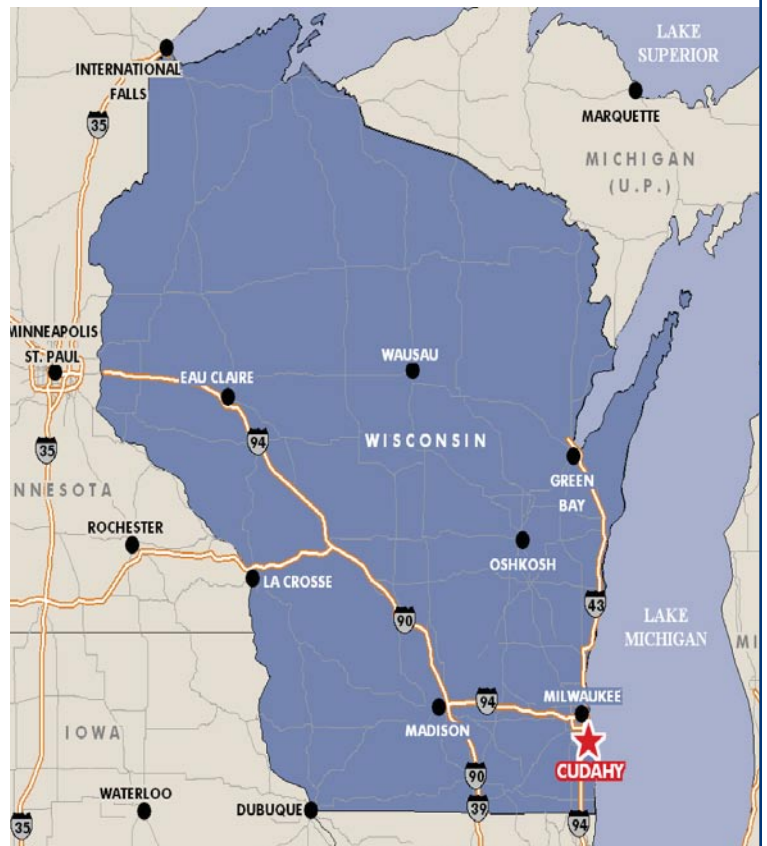 LAKE
SUPERIOR
INTERNATIONAL
FALLS
35
MARQUETTE
MICHIGAN
(U.P.)
MINNEAPOLIS
ST. PAUL
WAUSAU
EAU CLAIRE
94
WISCONSIN
35
GREEN
BAY
NNESOTA
ROCHESTER
OSHKOSH
LA CROSSE
43
90
LAKE
MICHIGAN
MI
MILWAUKEE
94
MADISON
IOWA
CUDAHY
90
WATERLOO
DUBUQUE
39
35
94